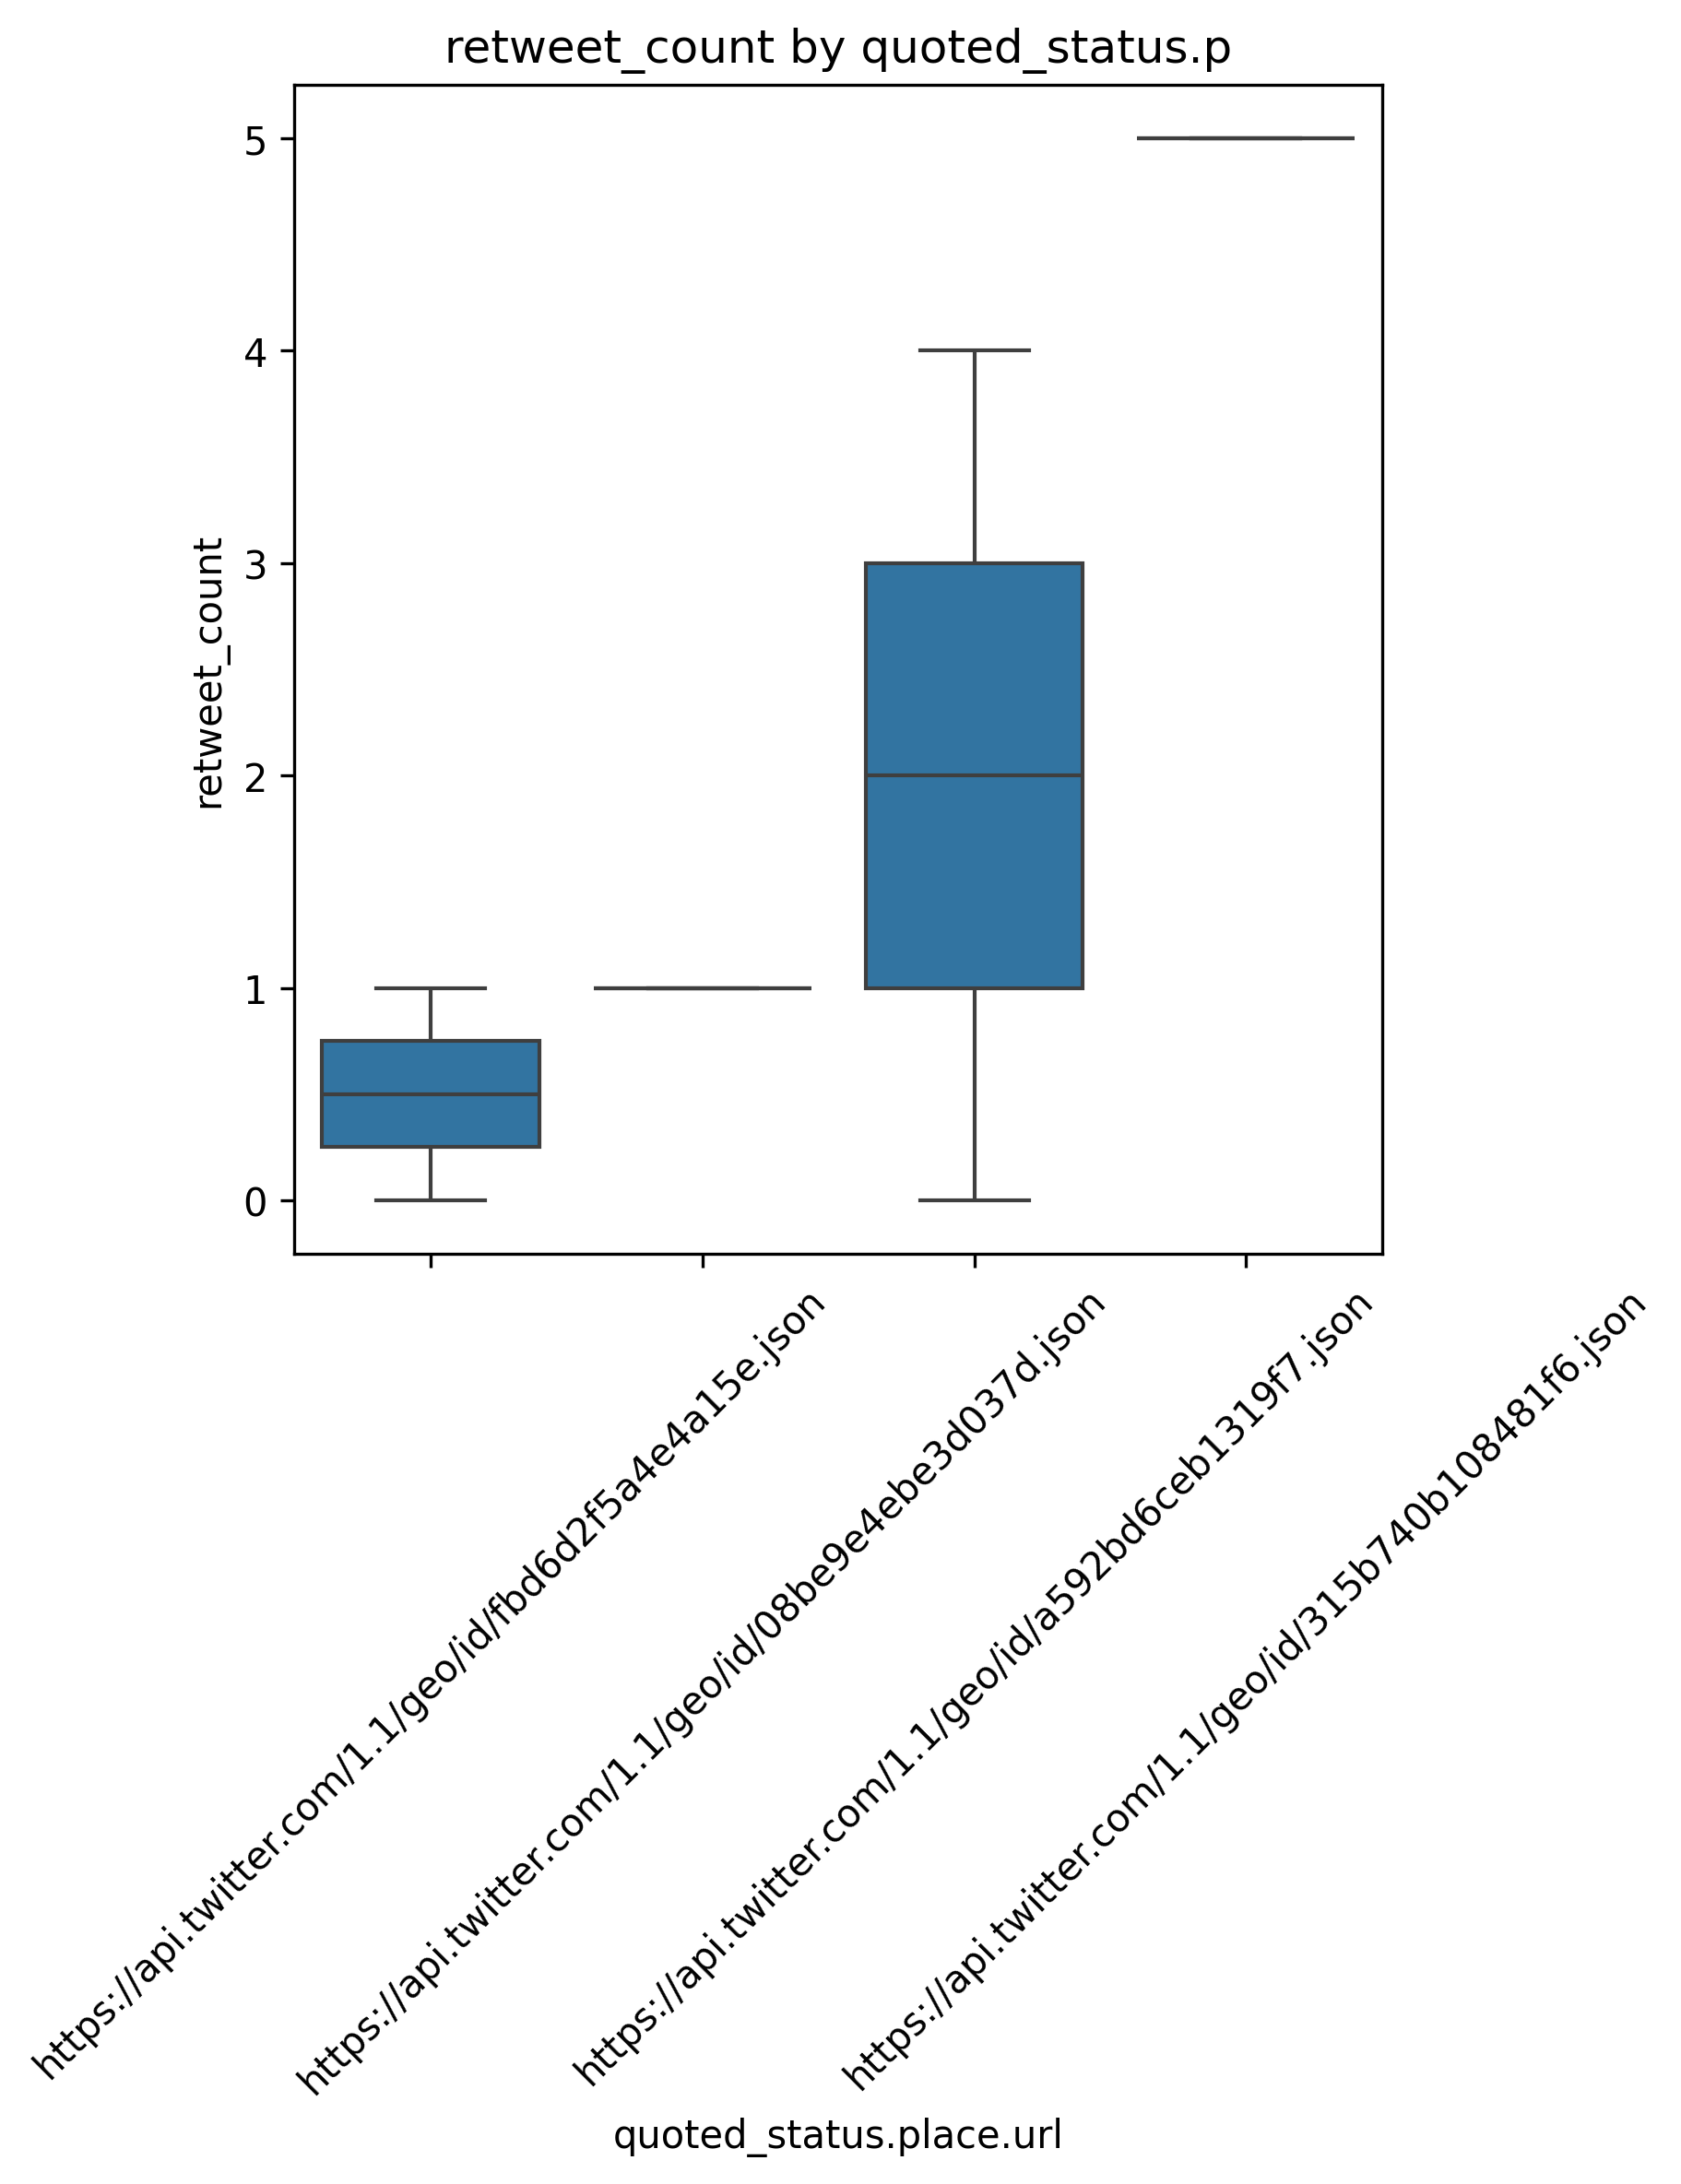 retweet_count by quoted_status.p
5
4
3
2
1
0
retweet_count
https://api.twitter.com/1.1/geo/id/fbd6d2f5a4e4a15e.json
https://api.twitter.com/1.1/geo/id/08be9e4ebe3d037d.json
https://api.twitter.com/1.1/geo/id/a592bd6ceb1319f7.json
https://api.twitter.com/1.1/geo/id/315b740b108481f6.json
quoted_status.place.url